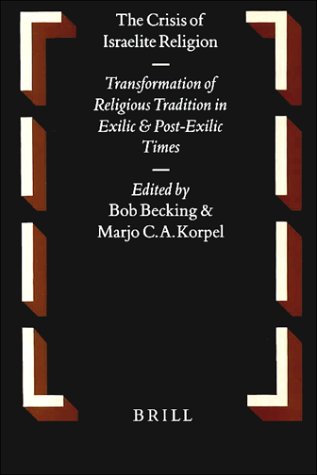 The Crisis of
Israelite Religion
Transformation of
Religious Tradition in
Exilic & Post-Exilic
Times
Edited by
Bob Becking &
Marjo C. A. Korpel
BRILL